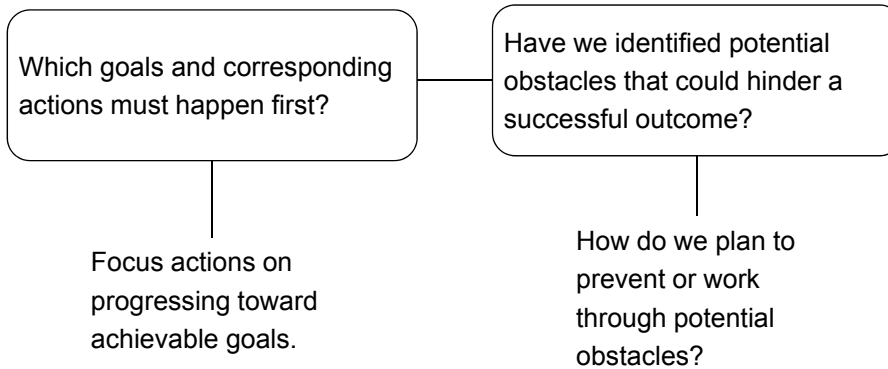 Which goals and corresponding
actions must happen first?
Have we identified potential
obstacles that could hinder a
successful outcome?
Focus actions on
progressing toward
achievable goals.
How do we plan to
prevent or work
through potential
obstacles?